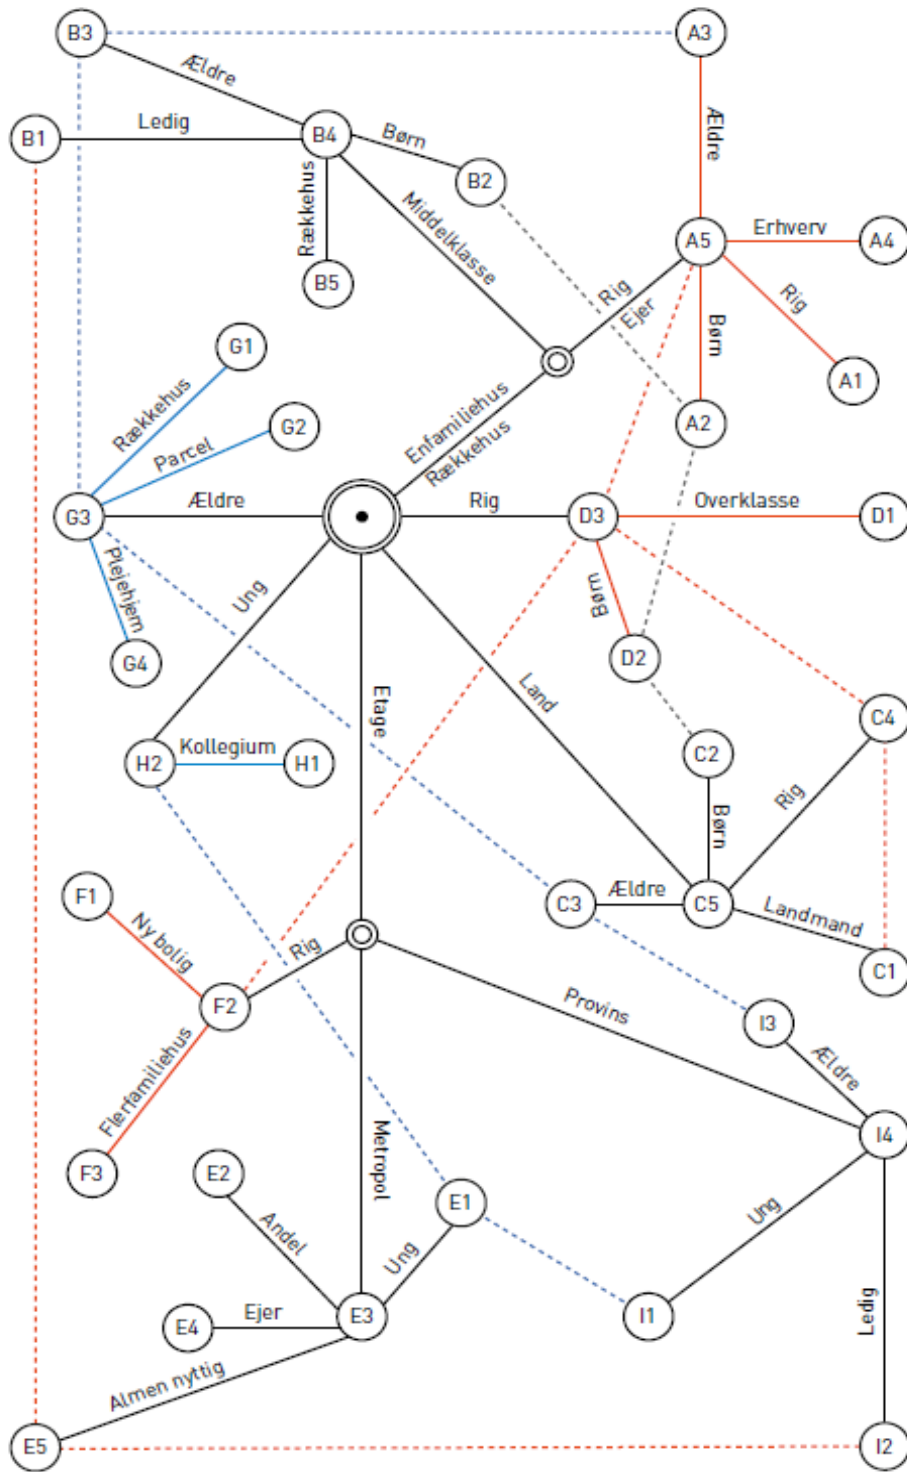 B3
A3
Ældre
Ledig
B1
B4
Børn
B2
Ældre
Rækkehus
Middelklasse
B5
A5
Erhverv
A4
Rig
Ejer
Børn
Rig
A1
G1
Rækkehus
G2
Parcel
Enfamiliehus
Rækkehus
A2
G3
Ældre
Rig
D3
Overklasse
D1
Plejehjem
G4
Ung
Børn
D2
Etage
Land
H2
Kollegium
H1
C2
C4
Børn
Rig
F1
Ny bolig
C3
Ældre
C5
Landmand
C1
Rig
F2
Provins
I3
Ældre
Flerfamiliehus
F3
E2
Metropol
E1
I4
Andel
Ung
Ung
Ledig
E4
Ejer
E3
I1
Almen nyttig
E5
I2